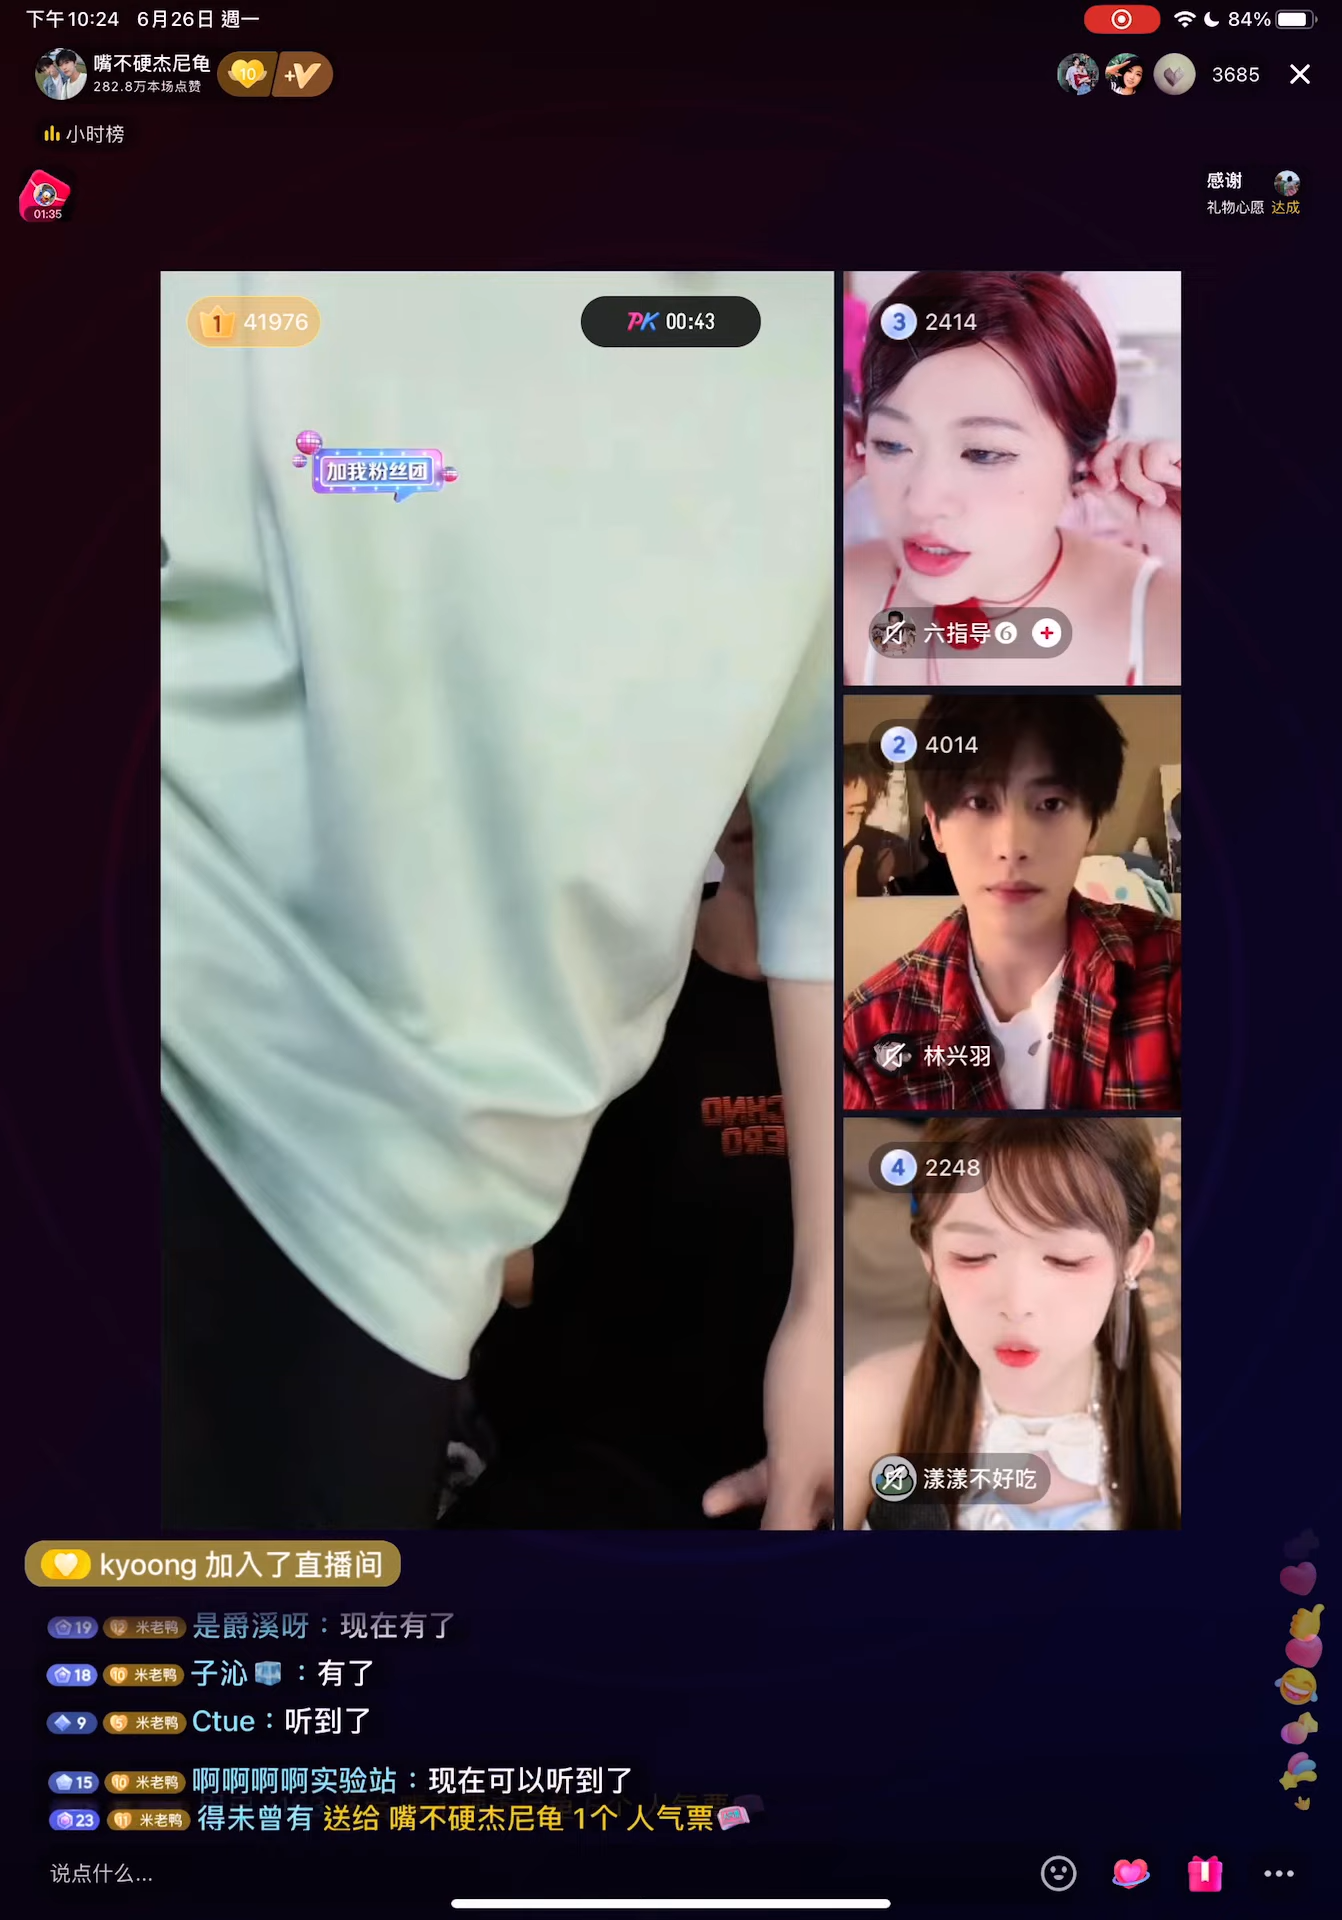 下午10:24 6月26日 週一
84%
嘴不硬杰尼龟
282.8万本场点赞
10
+V
3685
小时榜
01:35
感谢
礼物心愿 达成
1 41976
PK 00:43
加我粉丝团
3 2414
六指导6
2 4014
林兴羽
4 2248
漾漾不好吃
kyoong 加入了直播间
19 12 米老鸭 是爵溪呀：现在有了
18 10 米老鸭 子沁：有了
9 5 米老鸭 Ctue：听到了
15 10 米老鸭 啊啊啊啊实验站：现在可以听到了
23 11 米老鸭 得未曾有 送给 嘴不硬杰尼龟 1个 人气票
说点什么...